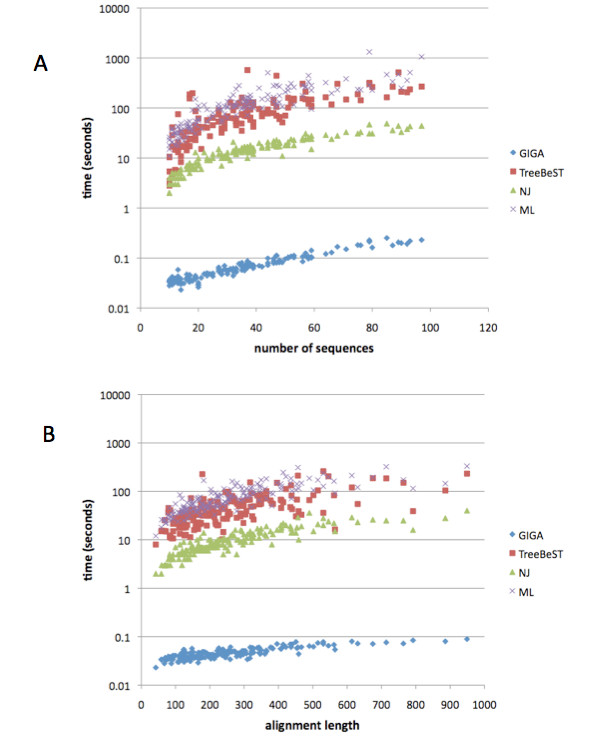 A
10000
1000
100
10
1
0.1
0.01
time (seconds)
0 20 40 60 80 100 120
number of sequences
GIGA
TreeBeST
NJ
ML
B
10000
1000
100
10
1
0.1
0.01
time (seconds)
0 100 200 300 400 500 600 700 800 900 1000
alignment length
GIGA
TreeBeST
NJ
ML